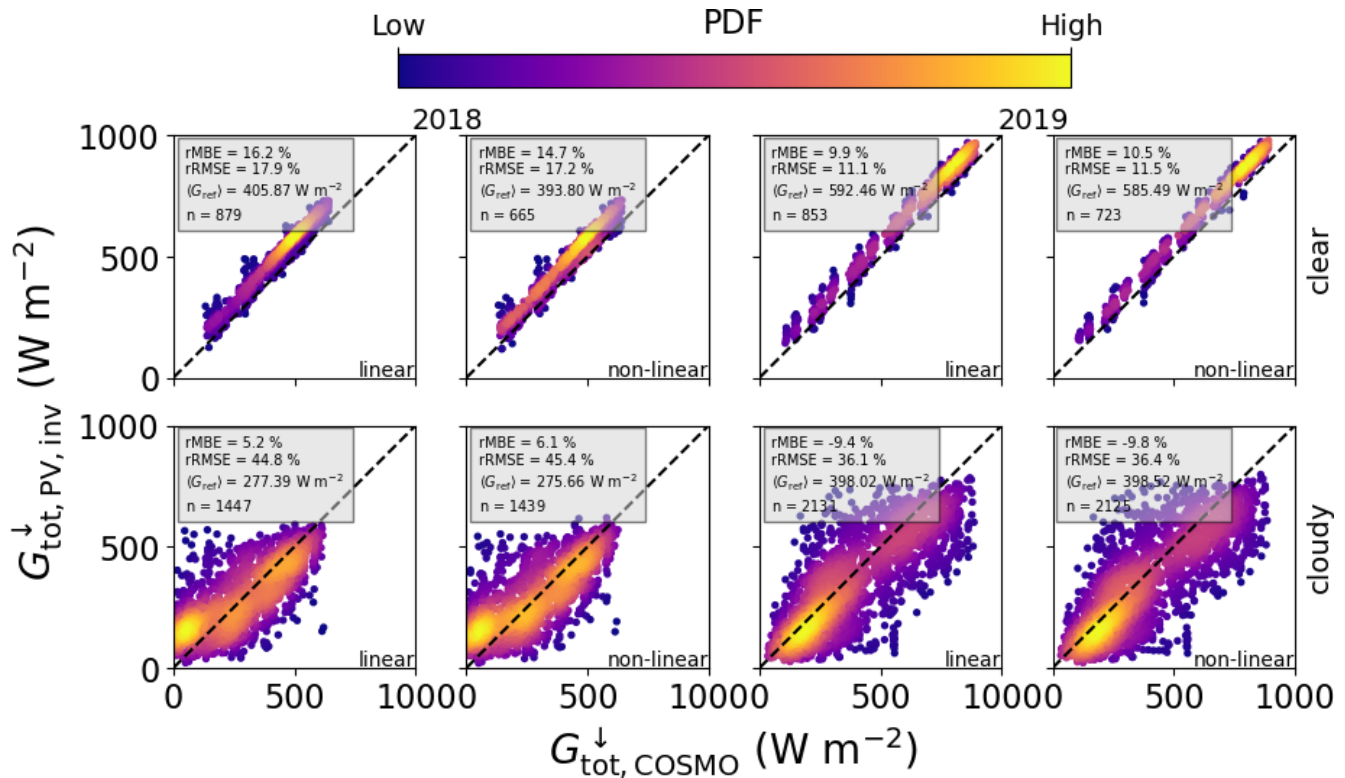 PDF
Low High
2018 2019
1000
500
0
rMBE = 16.2 %
rRMSE = 17.9 %
⟨G_ref⟩ = 405.87 W m⁻²
n = 879
linear
rMBE = 14.7 %
rRMSE = 17.2 %
⟨G_ref⟩ = 393.80 W m⁻²
n = 665
non-linear
rMBE = 9.9 %
rRMSE = 11.1 %
⟨G_ref⟩ = 592.46 W m⁻²
n = 853
linear
rMBE = 10.5 %
rRMSE = 11.5 %
⟨G_ref⟩ = 585.49 W m⁻²
n = 723
non-linear
clear
G↓tot, PV, inv (W m⁻²)
1000
500
0
rMBE = 5.2 %
rRMSE = 44.8 %
⟨G_ref⟩ = 277.39 W m⁻²
n = 1447
linear
rMBE = 6.1 %
rRMSE = 45.4 %
⟨G_ref⟩ = 275.66 W m⁻²
n = 1439
non-linear
rMBE = -9.4 %
rRMSE = 36.1 %
⟨G_ref⟩ = 398.02 W m⁻²
n = 2131
linear
rMBE = -9.8 %
rRMSE = 36.4 %
⟨G_ref⟩ = 398.52 W m⁻²
n = 2125
non-linear
cloudy
0 500 1000 0 500 1000 0 500 1000 0 500 1000
G↓tot, COSMO (W m⁻²)